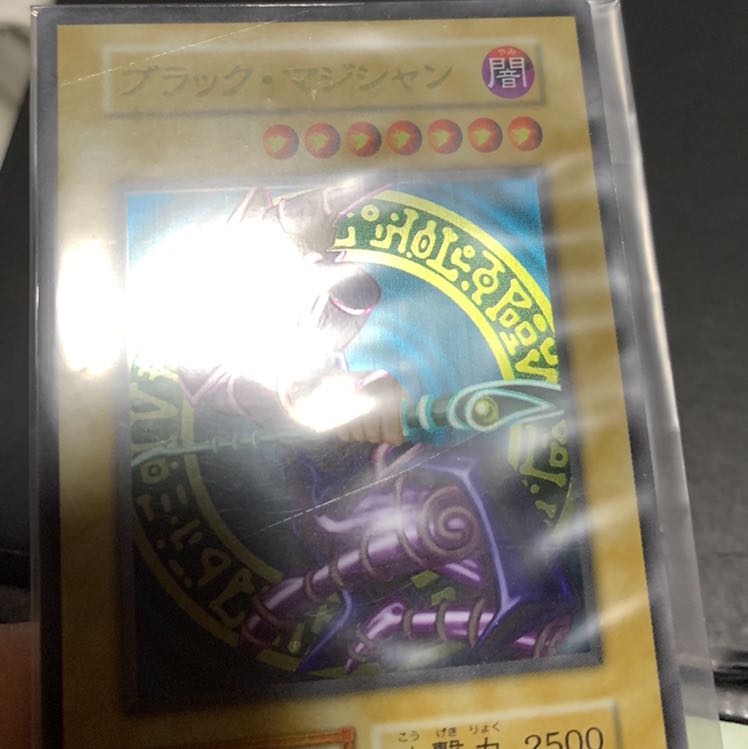 ブラック・マジシャン
やみ
闇
こう げき りょく
攻撃力 2500